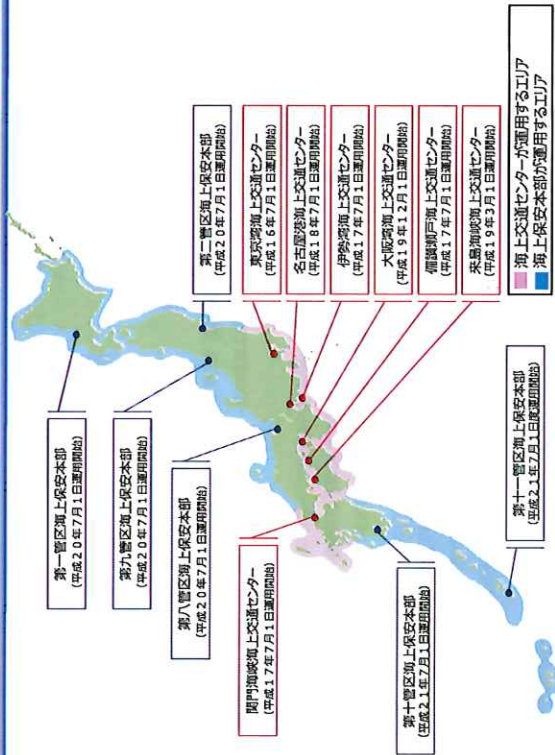 第一管区海上保安本部
(平成20年7月1日運用開始)
第九管区海上保安本部
(平成20年7月1日運用開始)
第八管区海上保安本部
(平成20年7月1日運用開始)
関門海峡海上交通センター
(平成17年7月1日運用開始)
第十管区海上保安本部
(平成21年7月1日運用開始)
第十一管区海上保安本部
(平成21年7月1日度運用開始)
第二管区海上保安本部
(平成20年7月1日運用開始)
東京湾海上交通センター
(平成16年7月1日運用開始)
名古屋港海上交通センター
(平成18年7月1日運用開始)
伊勢湾海上交通センター
(平成17年7月1日運用開始)
大阪湾海上交通センター
(平成19年12月1日運用開始)
備讃瀬戸海上交通センター
(平成17年7月1日運用開始)
来島海峡海上交通センター
(平成19年3月1日運用開始)
海上交通センターが運用するエリア
海上保安本部が運用するエリア